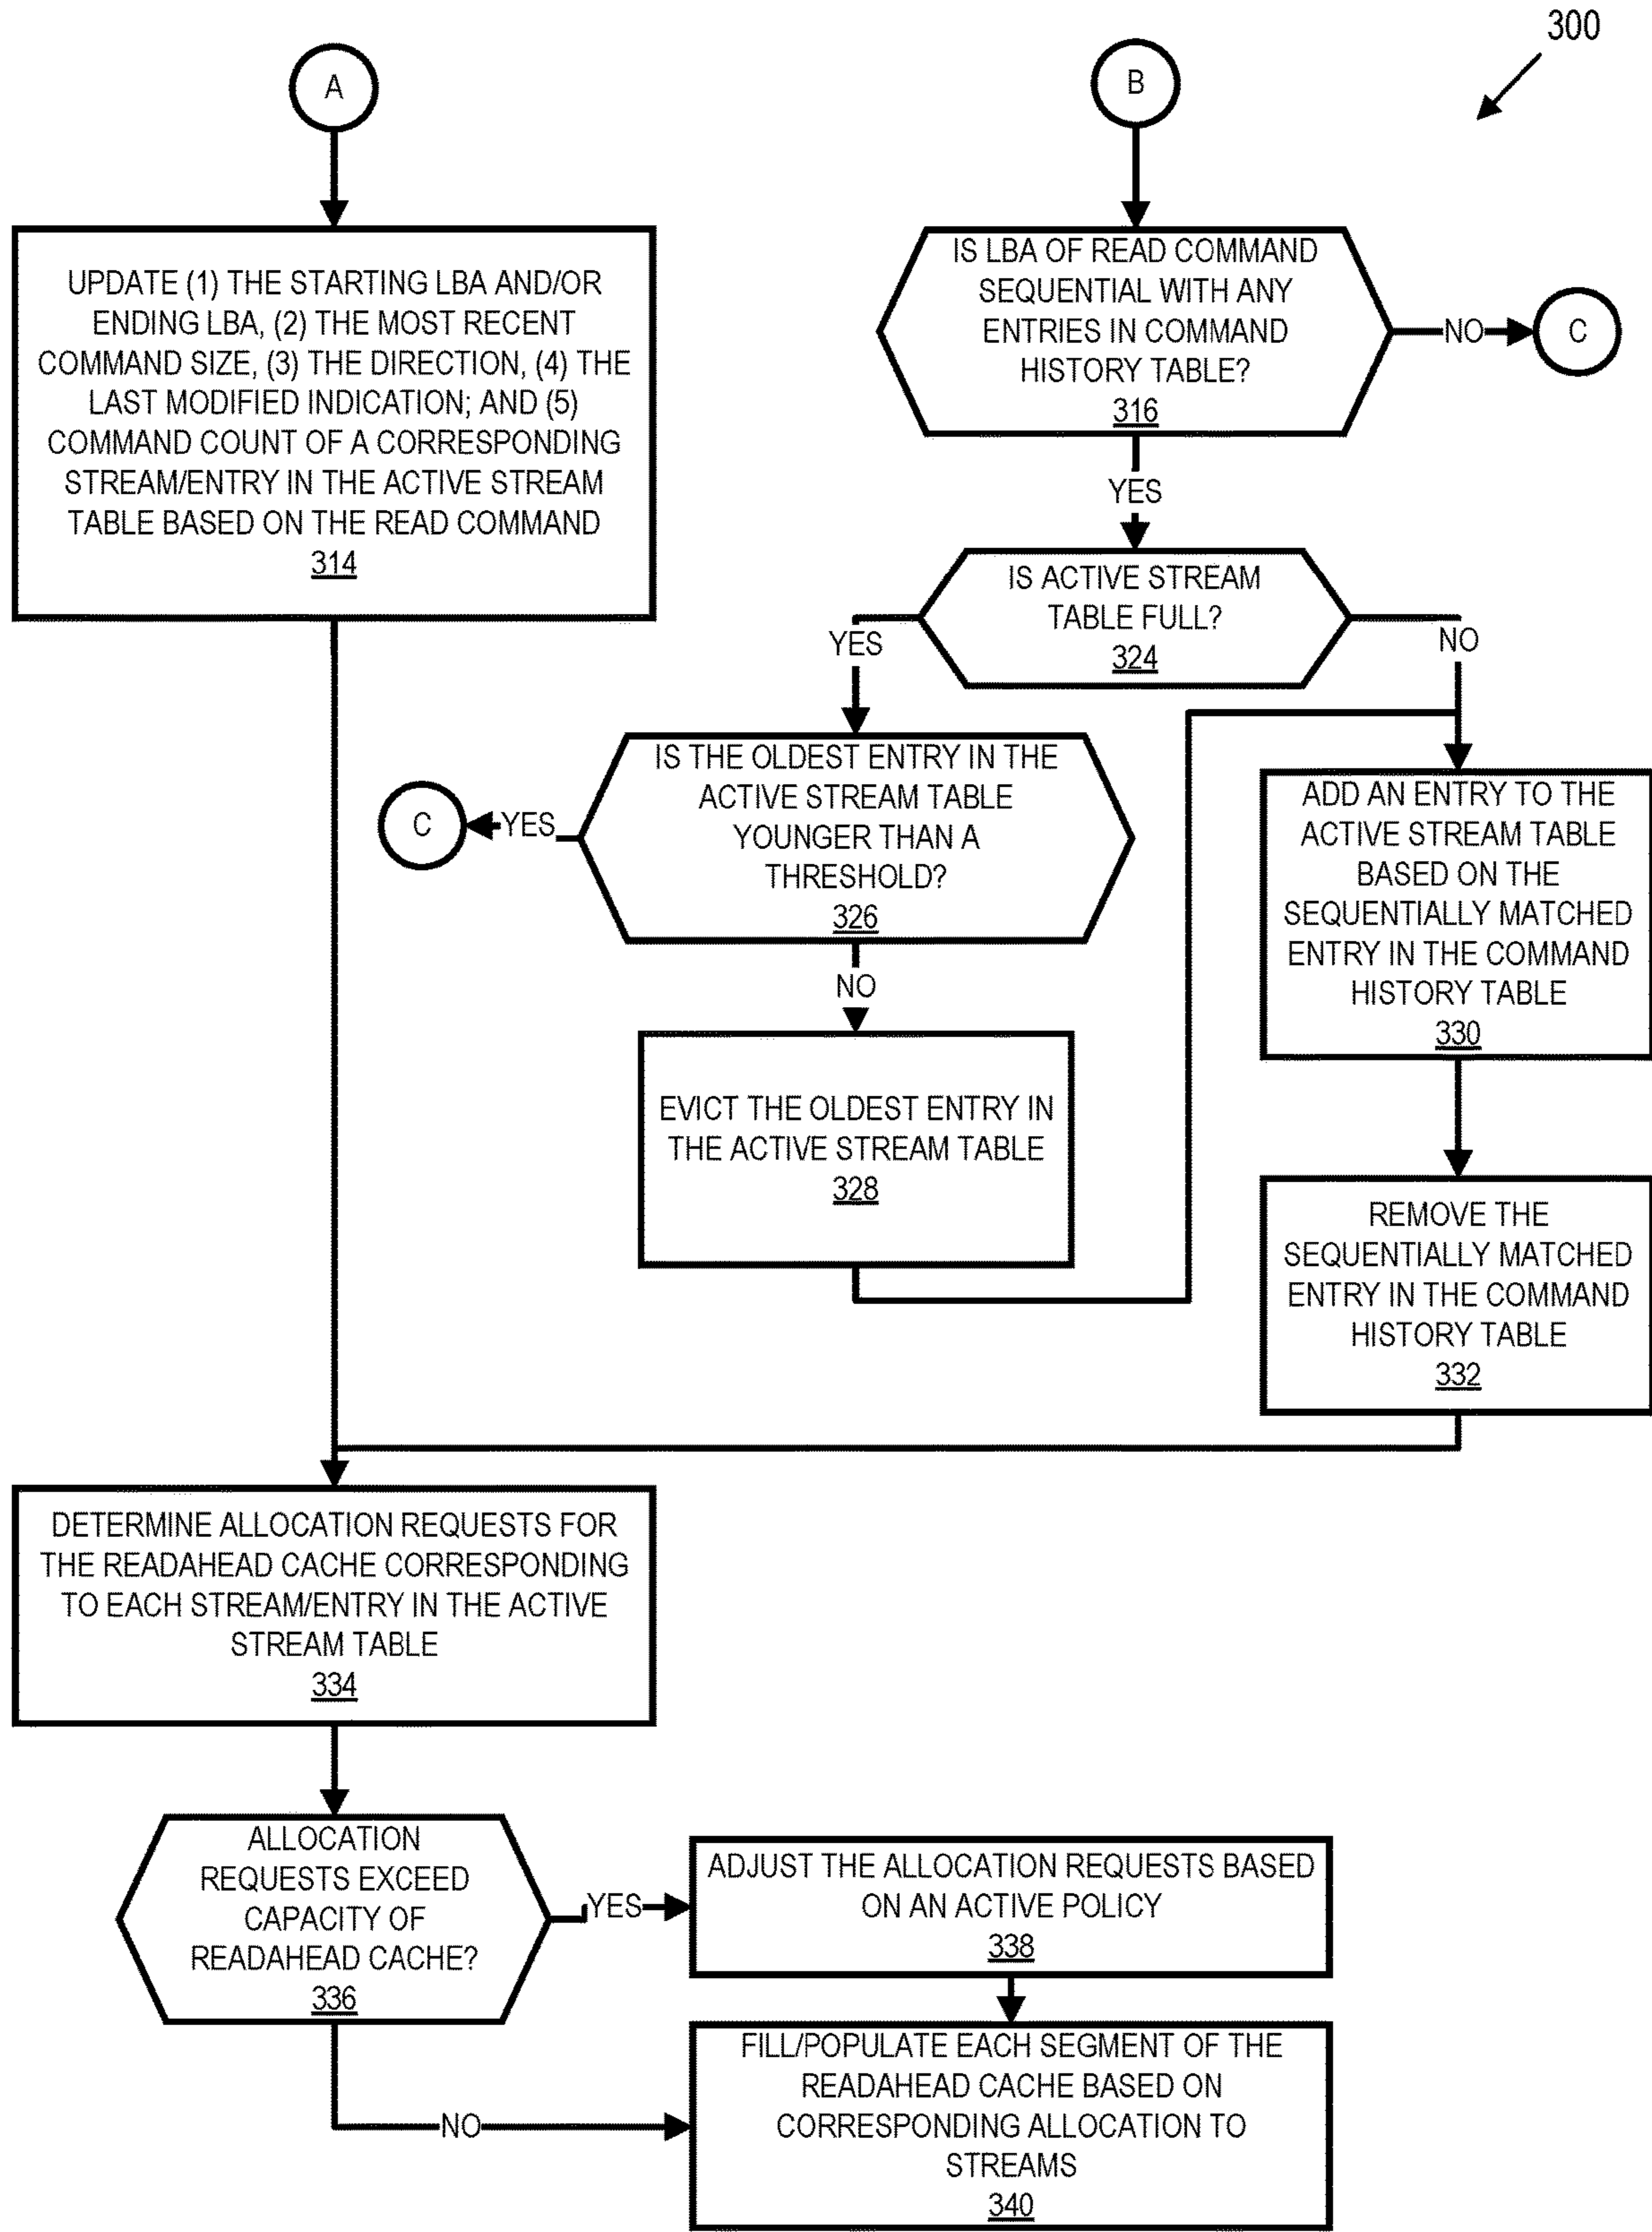 300
A
B
UPDATE (1) THE STARTING LBA AND/OR
ENDING LBA, (2) THE MOST RECENT
COMMAND SIZE, (3) THE DIRECTION, (4) THE
LAST MODIFIED INDICATION; AND (5)
COMMAND COUNT OF A CORRESPONDING
STREAM/ENTRY IN THE ACTIVE STREAM
TABLE BASED ON THE READ COMMAND
314
IS LBA OF READ COMMAND
SEQUENTIAL WITH ANY
ENTRIES IN COMMAND
HISTORY TABLE?
316
NO
C
YES
IS ACTIVE STREAM
TABLE FULL?
324
YES
NO
IS THE OLDEST ENTRY IN THE
ACTIVE STREAM TABLE
YOUNGER THAN A
THRESHOLD?
326
YES
C
NO
EVICT THE OLDEST ENTRY IN
THE ACTIVE STREAM TABLE
328
ADD AN ENTRY TO THE
ACTIVE STREAM TABLE
BASED ON THE
SEQUENTIALLY MATCHED
ENTRY IN THE COMMAND
HISTORY TABLE
330
REMOVE THE
SEQUENTIALLY MATCHED
ENTRY IN THE COMMAND
HISTORY TABLE
332
DETERMINE ALLOCATION REQUESTS FOR
THE READAHEAD CACHE CORRESPONDING
TO EACH STREAM/ENTRY IN THE ACTIVE
STREAM TABLE
334
ALLOCATION
REQUESTS EXCEED
CAPACITY OF
READAHEAD CACHE?
336
YES
ADJUST THE ALLOCATION REQUESTS BASED
ON AN ACTIVE POLICY
338
NO
FILL/POPULATE EACH SEGMENT OF THE
READAHEAD CACHE BASED ON
CORRESPONDING ALLOCATION TO
STREAMS
340